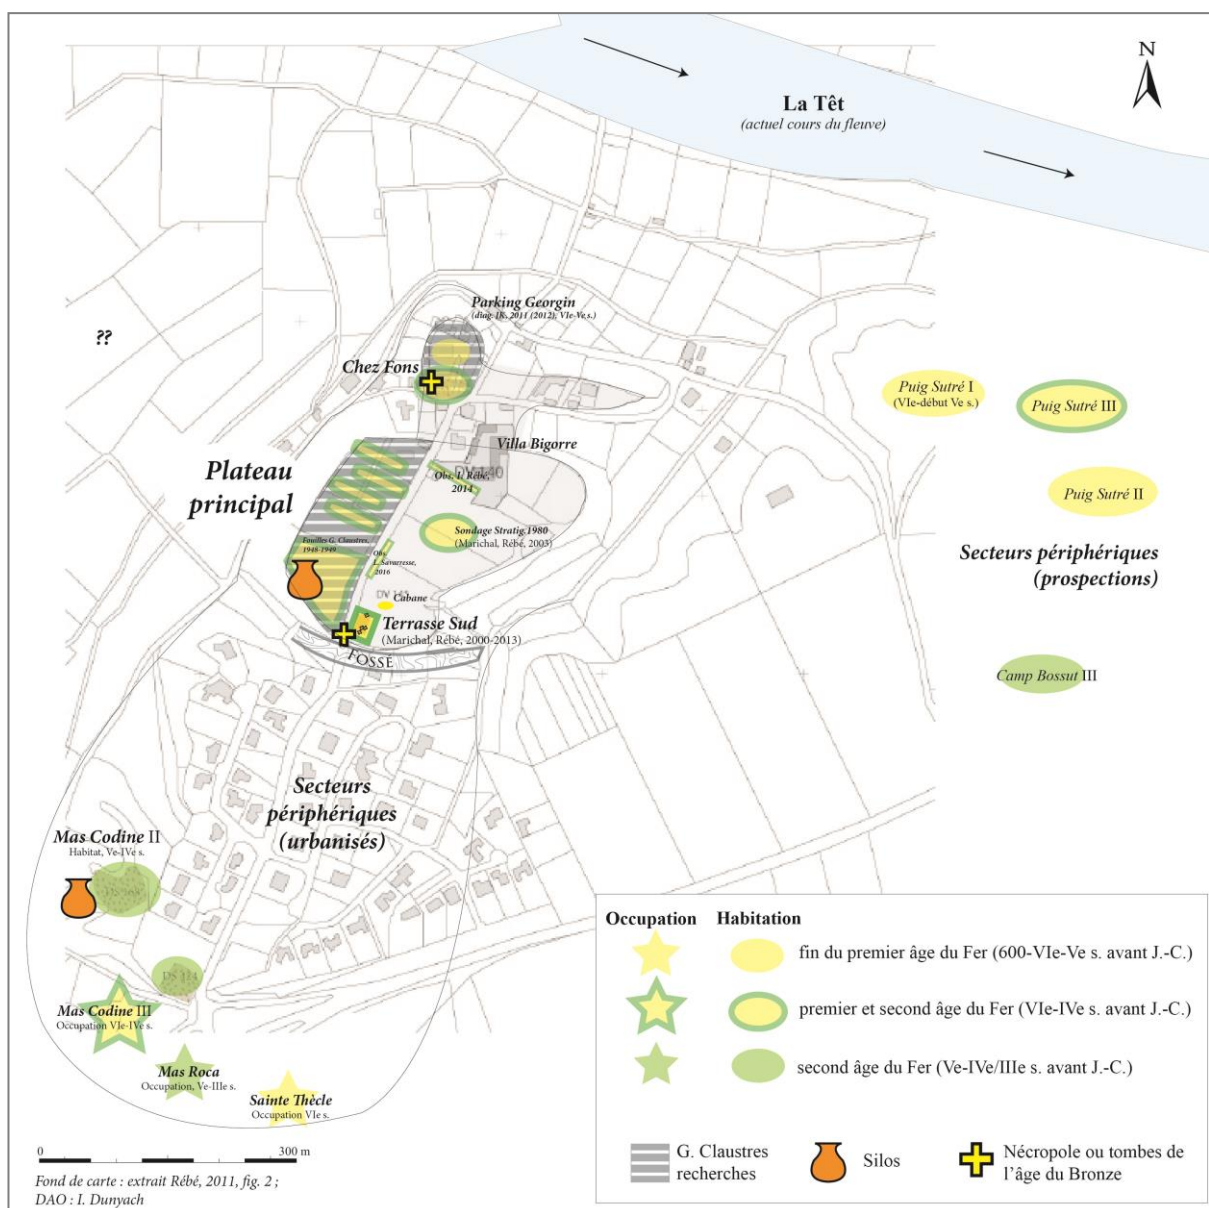 N
La Têt
(actuel cours du fleuve)
Parking Georgin
(diag. IK. 2011 (2012); VIe-Ve s.)
??
Chez Fons
Puig Sutré I
(VIe-début Ve s.)
Puig Sutré III
Villa Bigorre
Plateau
principal
Obs. I. Rébé,
2014
Puig Sutré II
Sondage Stratig.1980
(Marichal, Rébé, 2003)
Fouilles G. Claustres,
1948-1949
Obs.
L. Savaresse,
2016
Secteurs périphériques
(prospections)
Cabane
Terrasse Sud
(Marichal, Rébé, 2000-2013)
FOSSÉ
Camp Bossut III
Secteurs
périphériques
(urbanisés)
Mas Codine II
Habitat, Ve-IVe s.
Mas Codine III
Occupation VIe-IVe s.
Mas Roca
Occupation, Ve-IIIe s.
Sainte Thècle
Occupation VIe s.
Occupation Habitation
fin du premier âge du Fer (600-VIe-Ve s. avant J.-C.)
premier et second âge du Fer (VIe-IVe s. avant J.-C.)
second âge du Fer (Ve-IVe/IIIe s. avant J.-C.)
G. Claustres
recherches
Silos
Nécropole ou tombes de
l'âge du Bronze
0 300 m
Fond de carte : extrait Rébé, 2011, fig. 2 ;
DAO : I. Dunyach